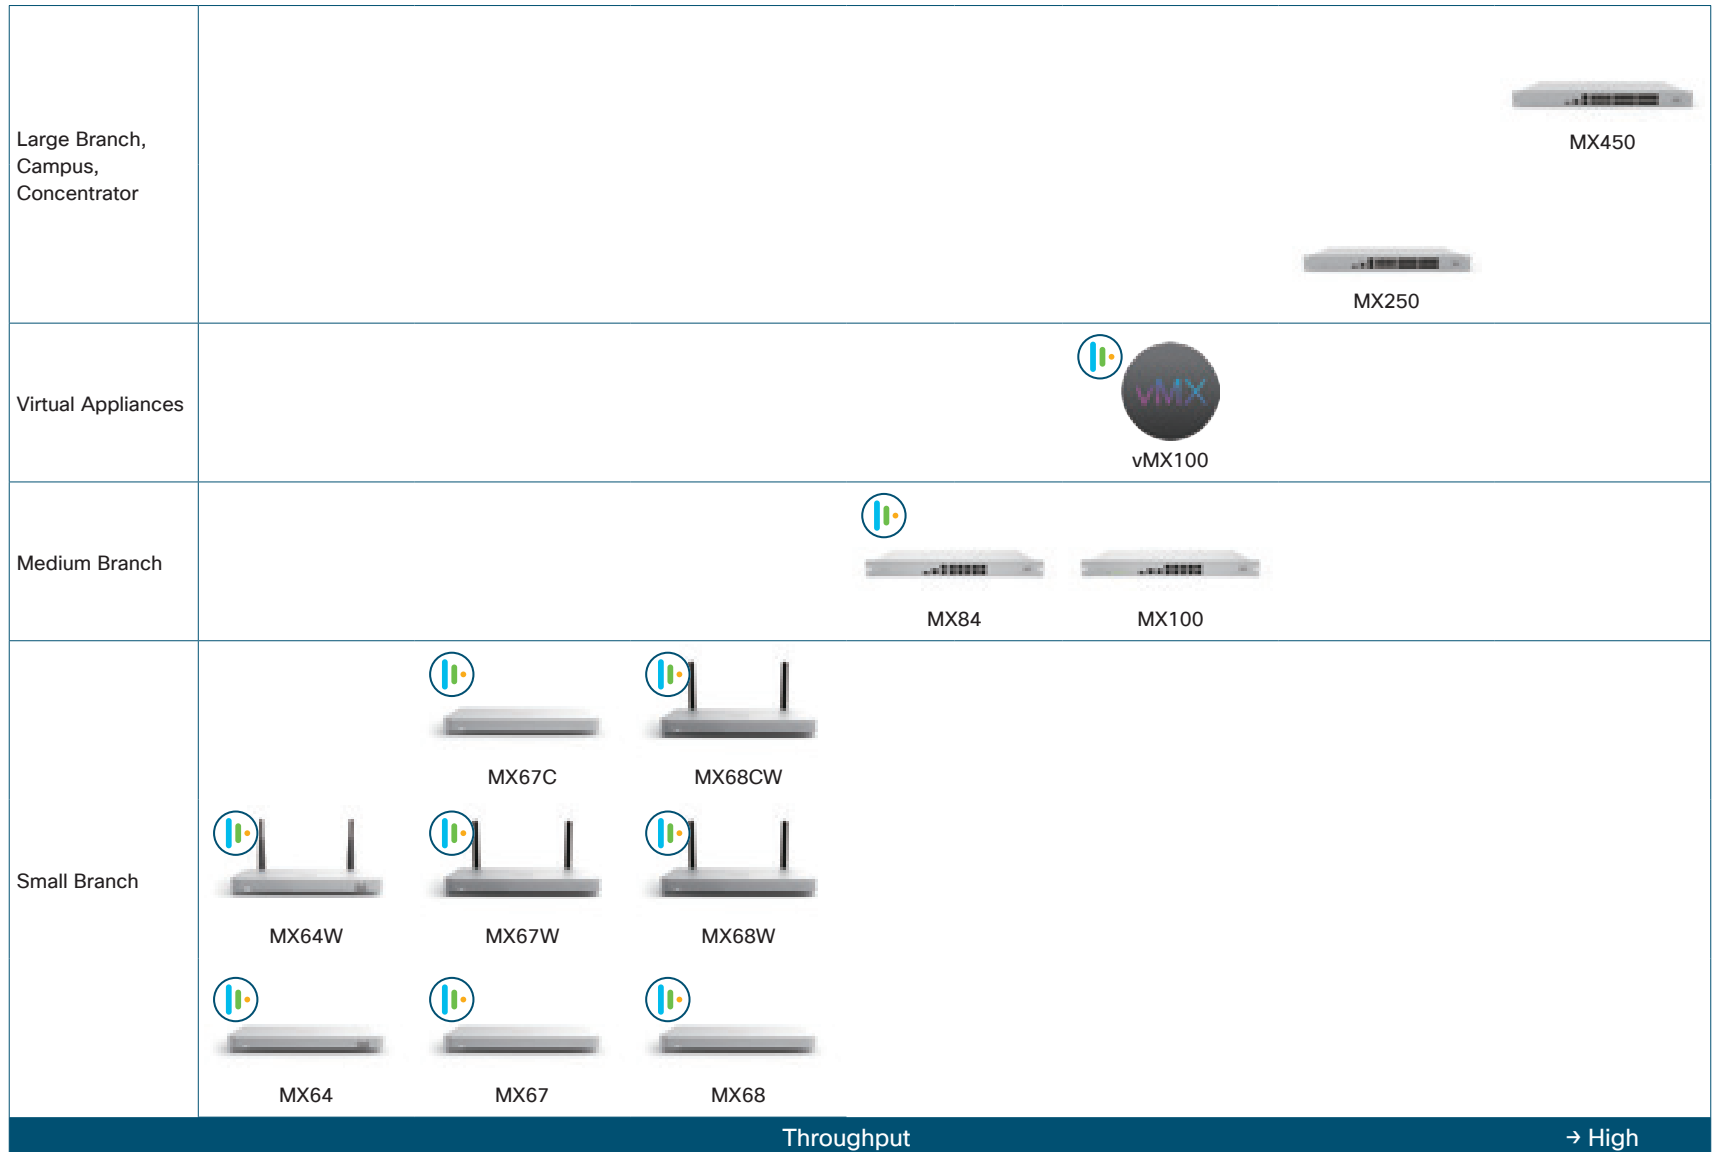 Large Branch,
Campus,
Concentrator
MX450
MX250
Virtual Appliances
vMX
vMX100
Medium Branch
MX84
MX100
Small Branch
MX67C
MX68CW
MX64W
MX67W
MX68W
MX64
MX67
MX68
Throughput
→ High